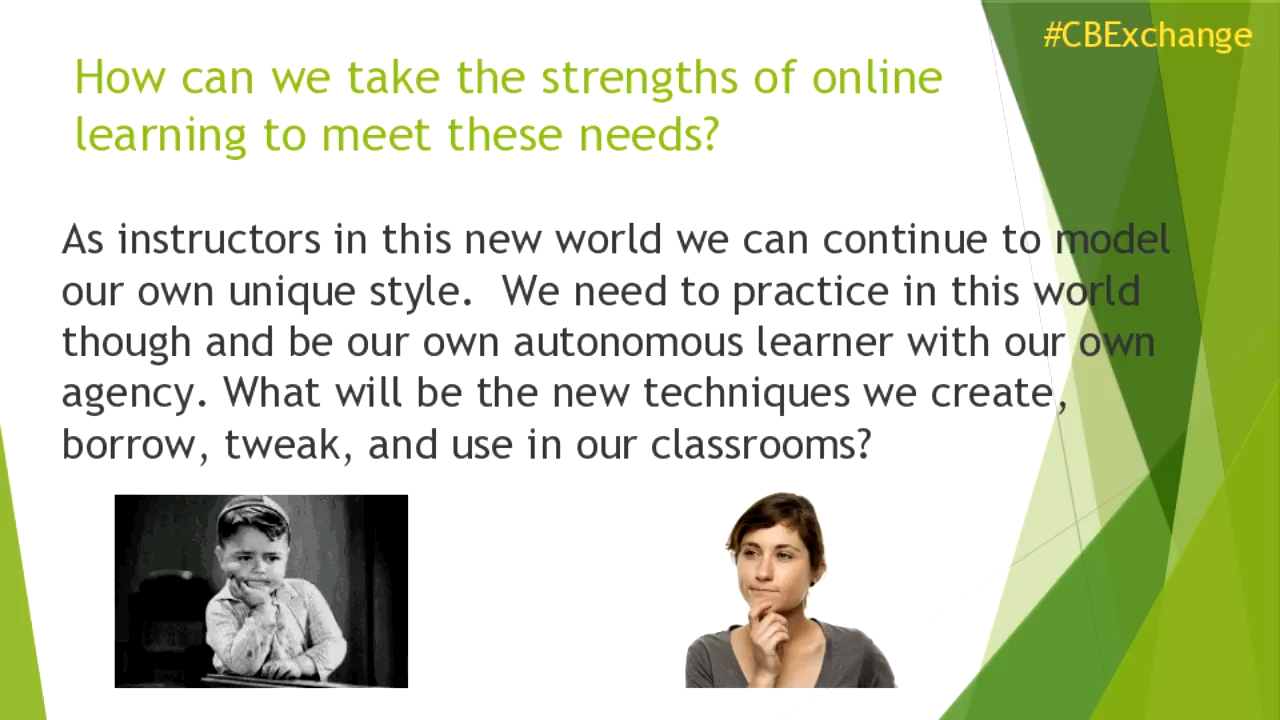 #CBExchange
How can we take the strengths of online
learning to meet these needs?
As instructors in this new world we can continue to model
our own unique style.  We need to practice in this world
though and be our own autonomous learner with our own
agency. What will be the new techniques we create,
borrow, tweak, and use in our classrooms?